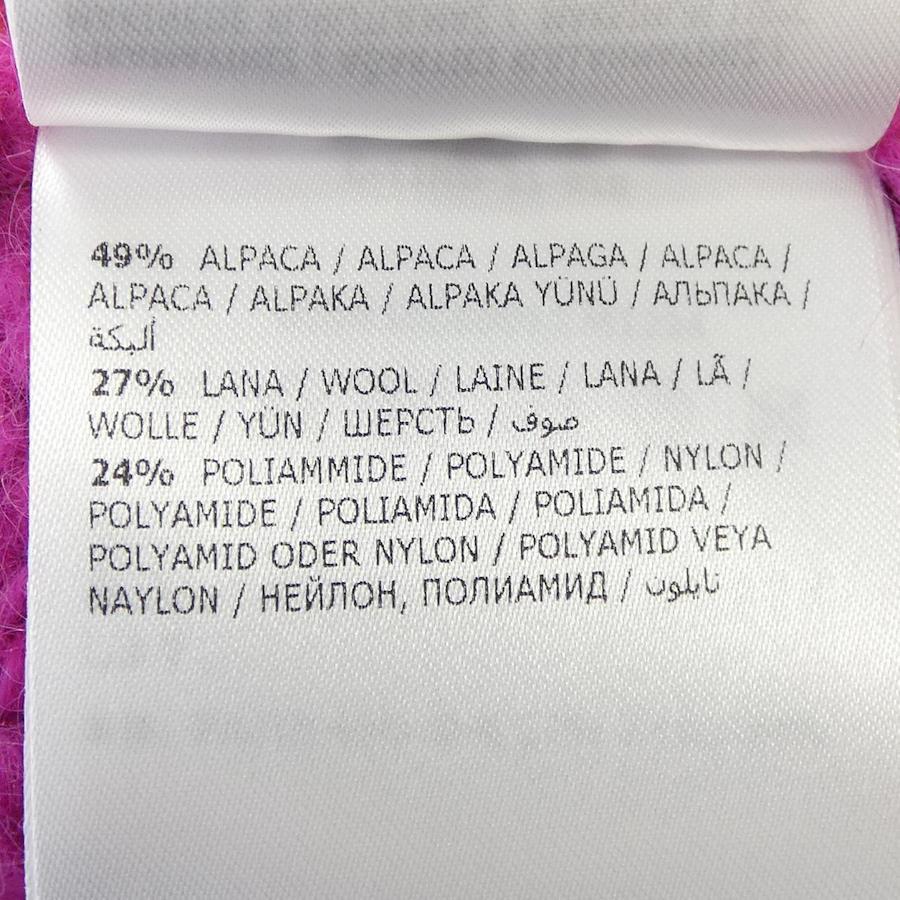 49% ALPACA / ALPACA / ALPAGA / ALPACA /
ALPACA / ALPAKA / ALPAKA YÜNÜ / АЛЬПАКА /
ألبكة
27% LANA / WOOL / LAINE / LANA / LÃ /
WOLLE / YÜN / ШЕРСТЬ / صوف
24% POLIAMMIDE / POLYAMIDE / NYLON /
POLYAMIDE / POLIAMIDA / POLIAMIDA /
POLYAMID ODER NYLON / POLYAMID VEYA
NAYLON / НЕЙЛОН, ПОЛИАМИД / نايلون